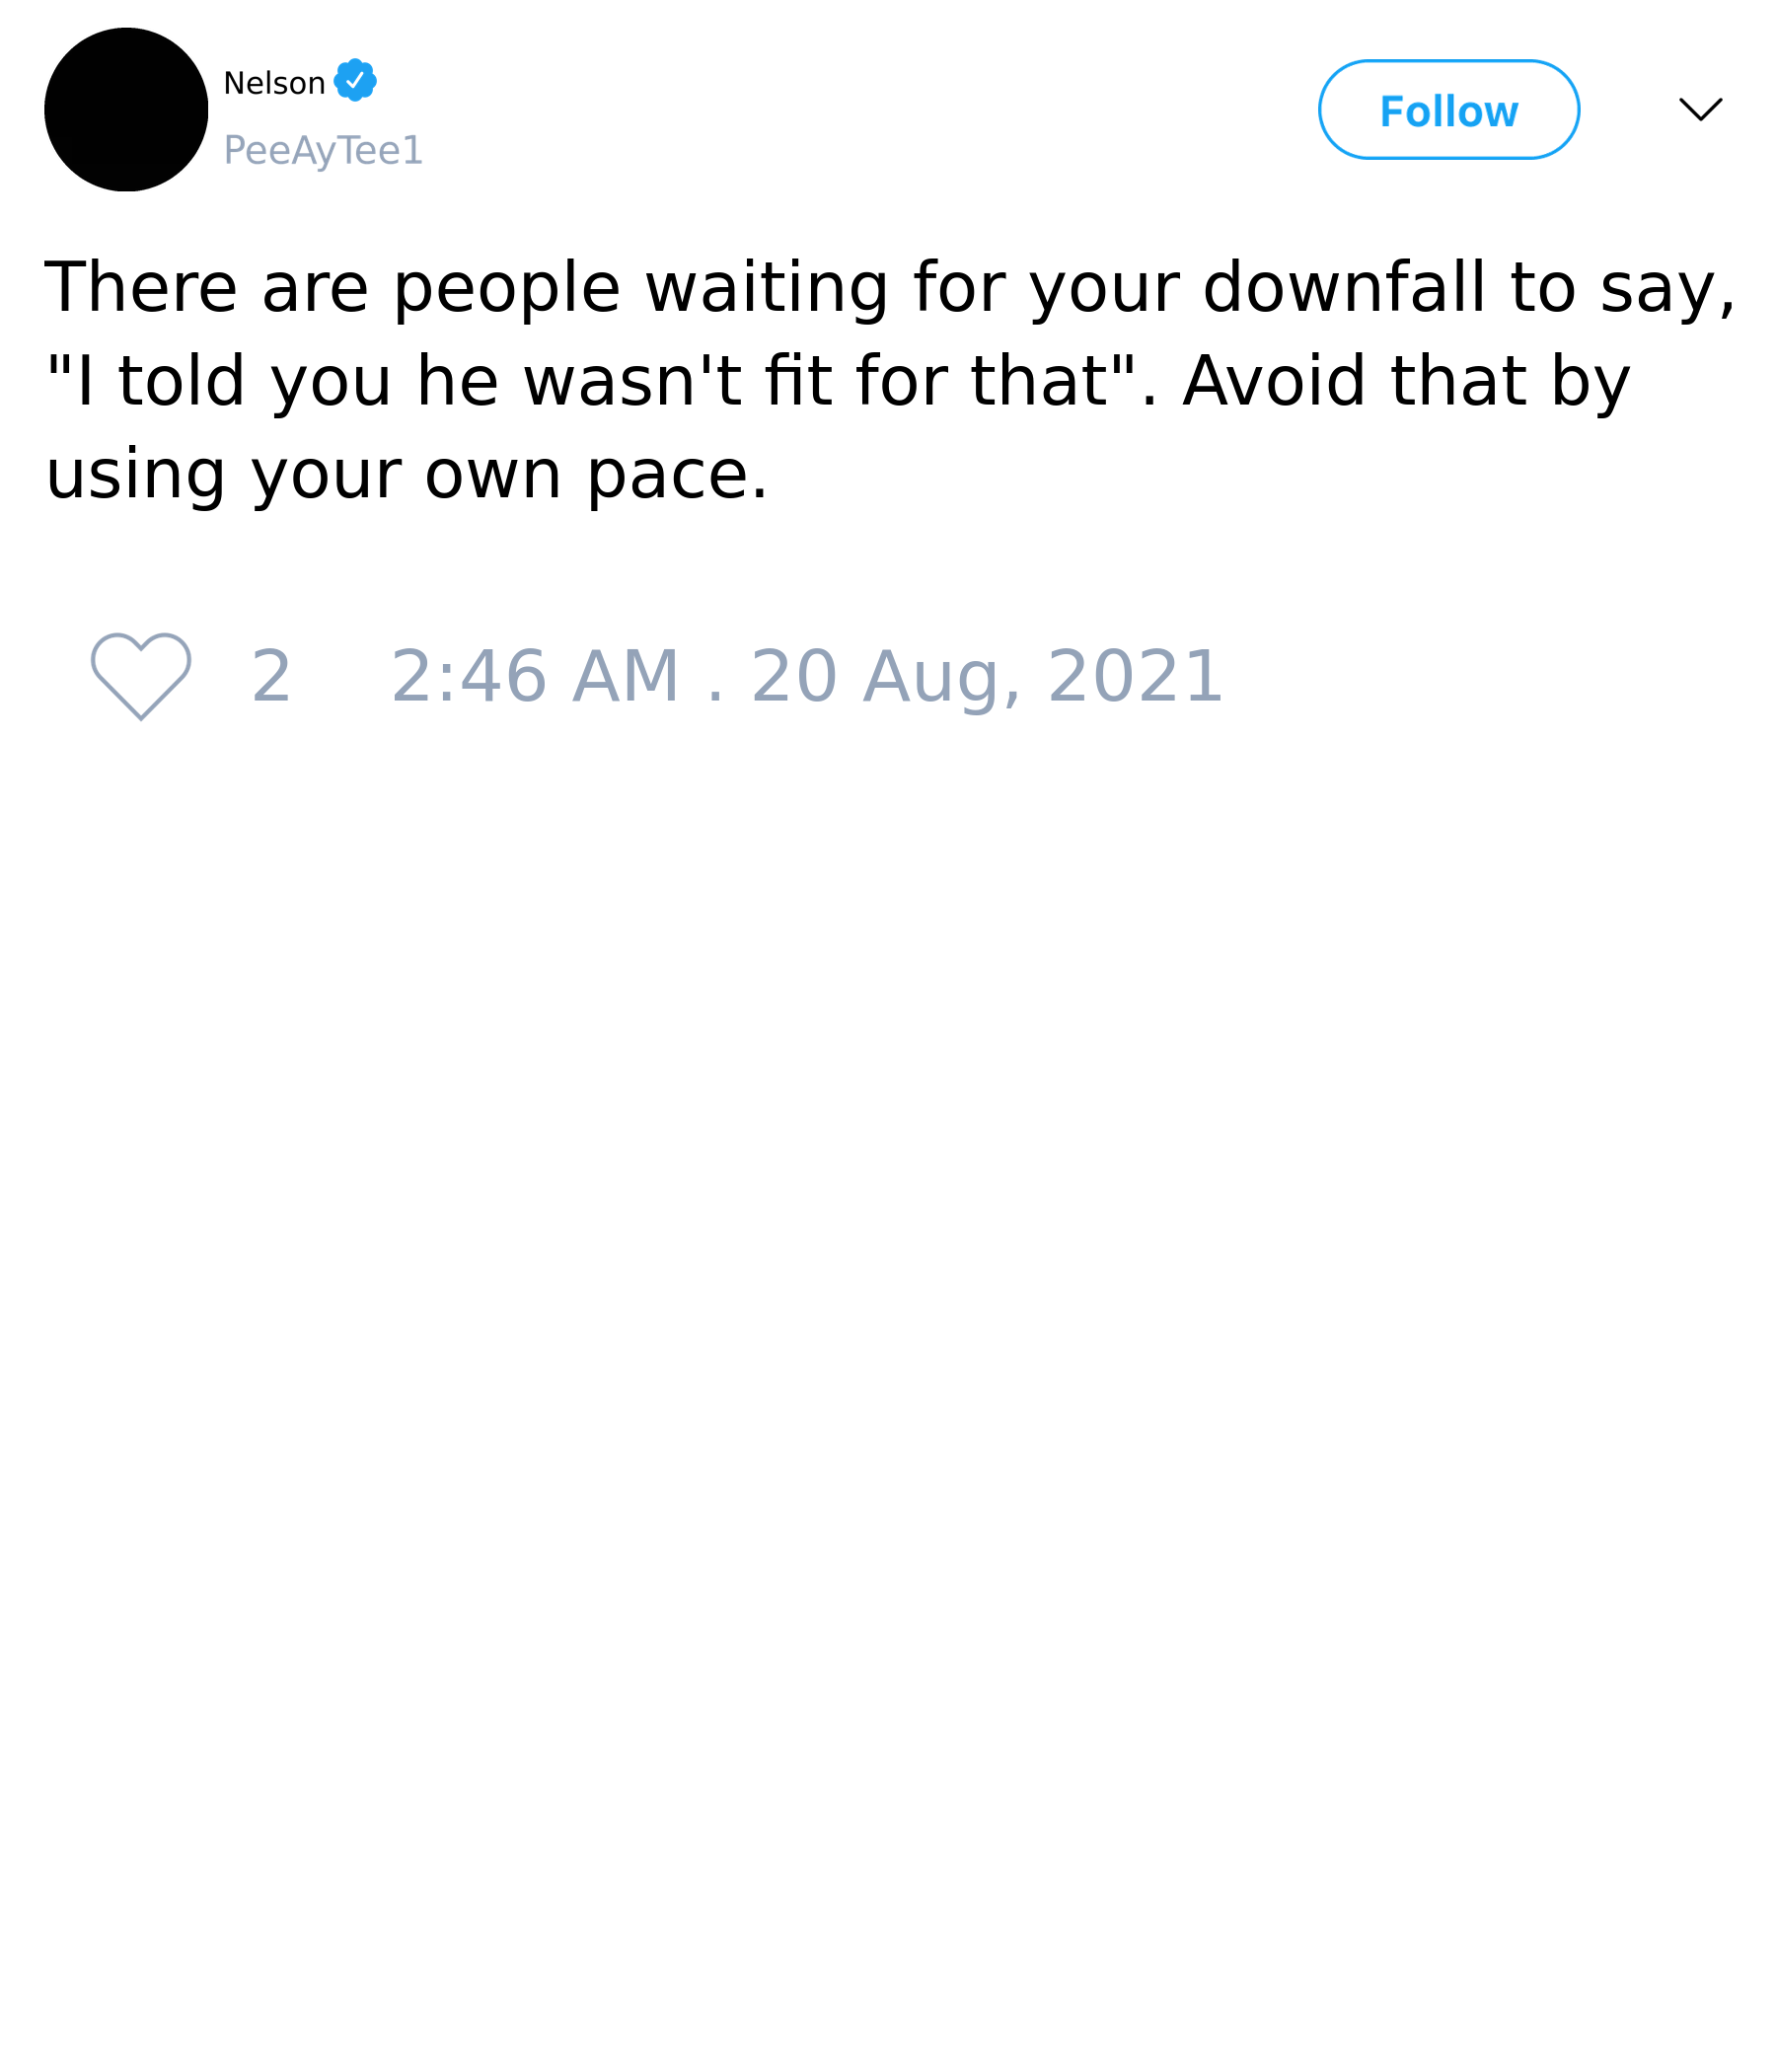 Nelson
PeeAyTee1
Follow
There are people waiting for your downfall to say,
"I told you he wasn't fit for that". Avoid that by
using your own pace.
2 2:46 AM . 20 Aug, 2021